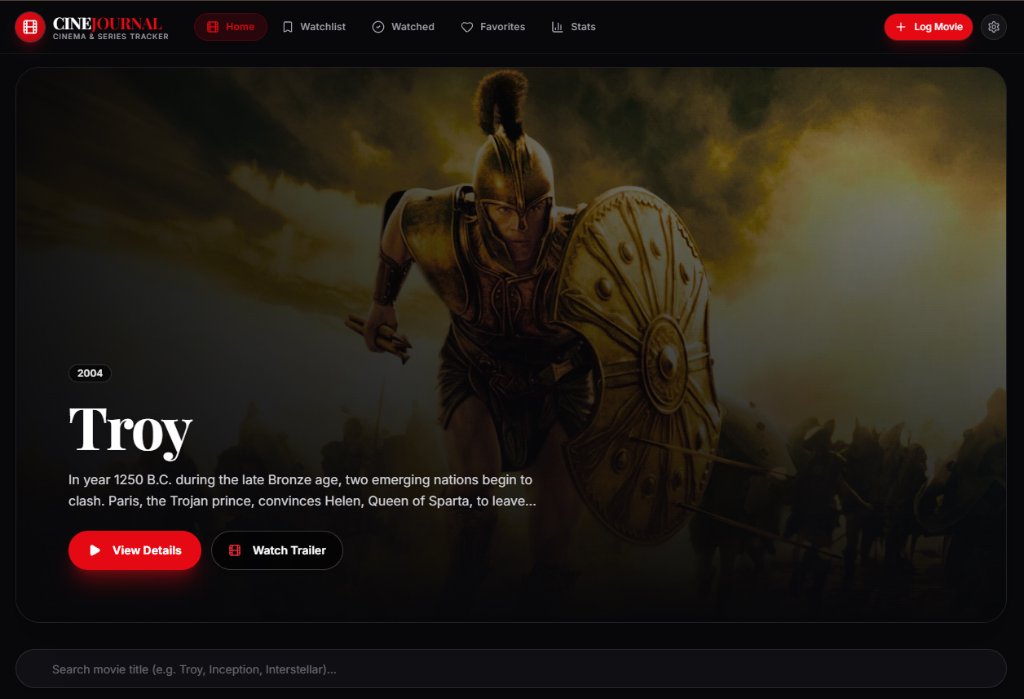 CINEJOURNAL
CINEMA & SERIES TRACKER
Home
Watchlist
Watched
Favorites
Stats
Log Movie
2004
Troy
In year 1250 B.C. during the late Bronze age, two emerging nations begin to
clash. Paris, the Trojan prince, convinces Helen, Queen of Sparta, to leave...
View Details
Watch Trailer
Search movie title (e.g. Troy, Inception, Interstellar)...